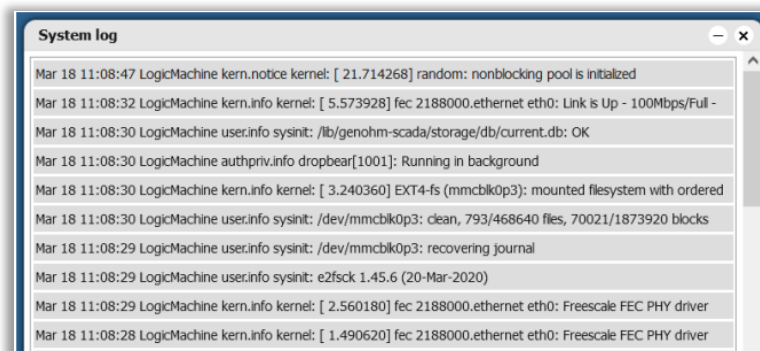 System log
Mar 18 11:08:47 LogicMachine kern.notice kernel: [ 21.714268] random: nonblocking pool is initialized
Mar 18 11:08:32 LogicMachine kern.info kernel: [ 5.573928] fec 2188000.ethernet eth0: Link is Up - 100Mbps/Full -
Mar 18 11:08:30 LogicMachine user.info sysinit: /lib/genohm-scada/storage/db/current.db: OK
Mar 18 11:08:30 LogicMachine authpriv.info dropbear[1001]: Running in background
Mar 18 11:08:30 LogicMachine kern.info kernel: [ 3.240360] EXT4-fs (mmcblk0p3): mounted filesystem with ordered
Mar 18 11:08:30 LogicMachine user.info sysinit: /dev/mmcblk0p3: clean, 793/468640 files, 70021/1873920 blocks
Mar 18 11:08:29 LogicMachine user.info sysinit: /dev/mmcblk0p3: recovering journal
Mar 18 11:08:29 LogicMachine user.info sysinit: e2fsck 1.45.6 (20-Mar-2020)
Mar 18 11:08:29 LogicMachine kern.info kernel: [ 2.560180] fec 2188000.ethernet eth0: Freescale FEC PHY driver
Mar 18 11:08:28 LogicMachine kern.info kernel: [ 1.490620] fec 2188000.ethernet eth0: Freescale FEC PHY driver